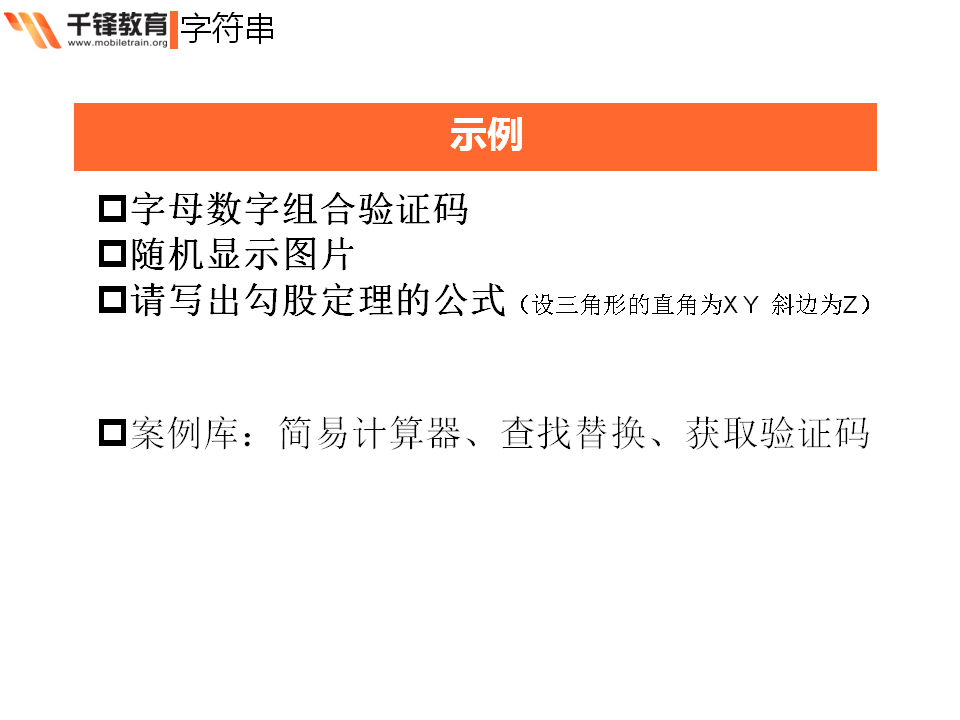 千锋教育 字符串
www.mobiletrain.org
示例
字母数字组合验证码
随机显示图片
请写出勾股定理的公式（设三角形的直角为X Y 斜边为Z）
案例库：简易计算器、查找替换、获取验证码